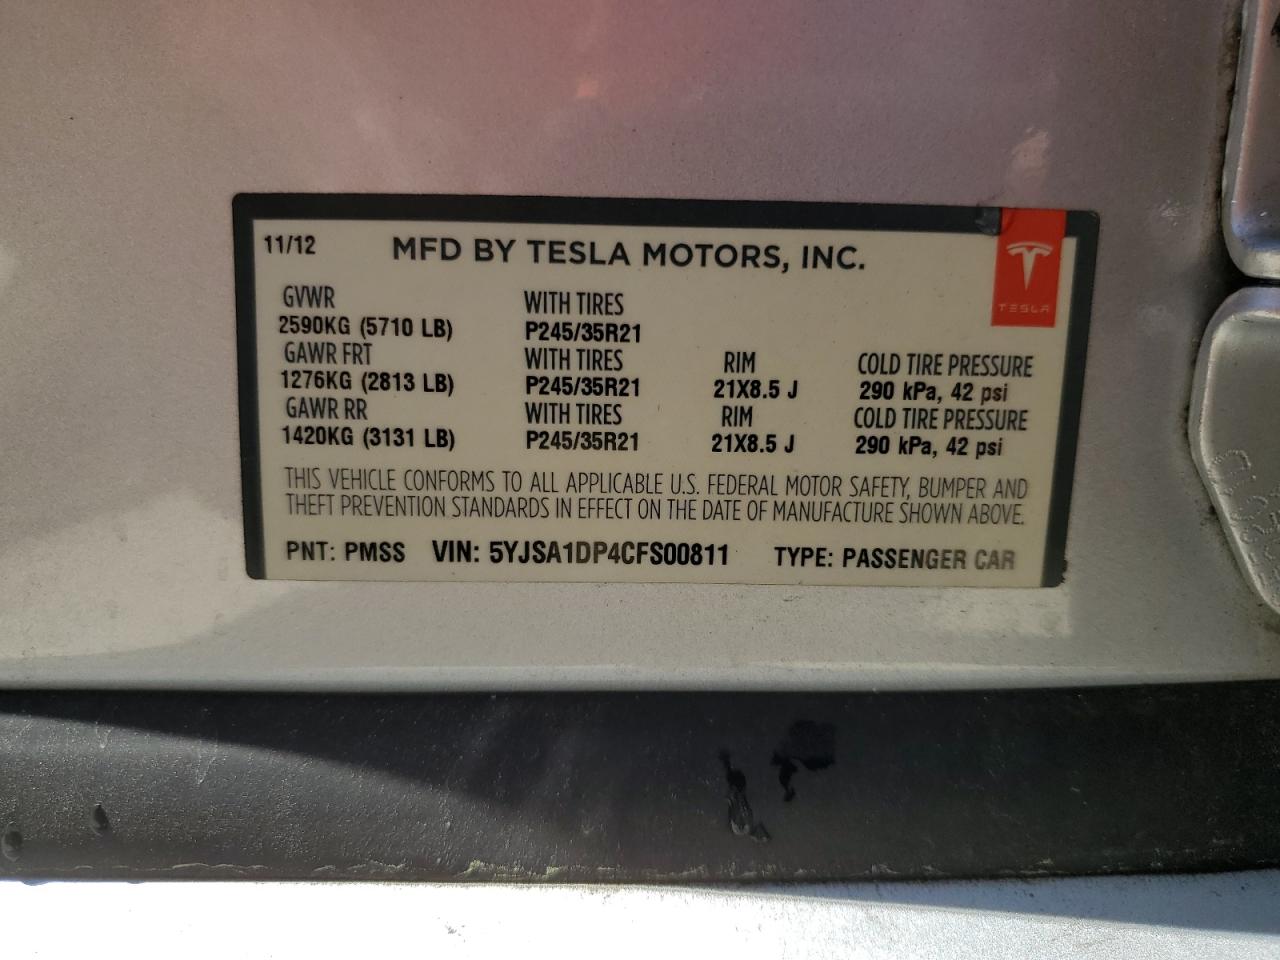 11/12 MFD BY TESLA MOTORS, INC.
TESLA
GVWR WITH TIRES
2590KG (5710 LB) P245/35R21
GAWR FRT WITH TIRES RIM COLD TIRE PRESSURE
1276KG (2813 LB) P245/35R21 21X8.5 J 290 kPa, 42 psi
GAWR RR WITH TIRES RIM COLD TIRE PRESSURE
1420KG (3131 LB) P245/35R21 21X8.5 J 290 kPa, 42 psi
THIS VEHICLE CONFORMS TO ALL APPLICABLE U.S. FEDERAL MOTOR SAFETY, BUMPER AND
THEFT PREVENTION STANDARDS IN EFFECT ON THE DATE OF MANUFACTURE SHOWN ABOVE.
PNT: PMSS VIN: 5YJSA1DP4CFS00811 TYPE: PASSENGER CAR